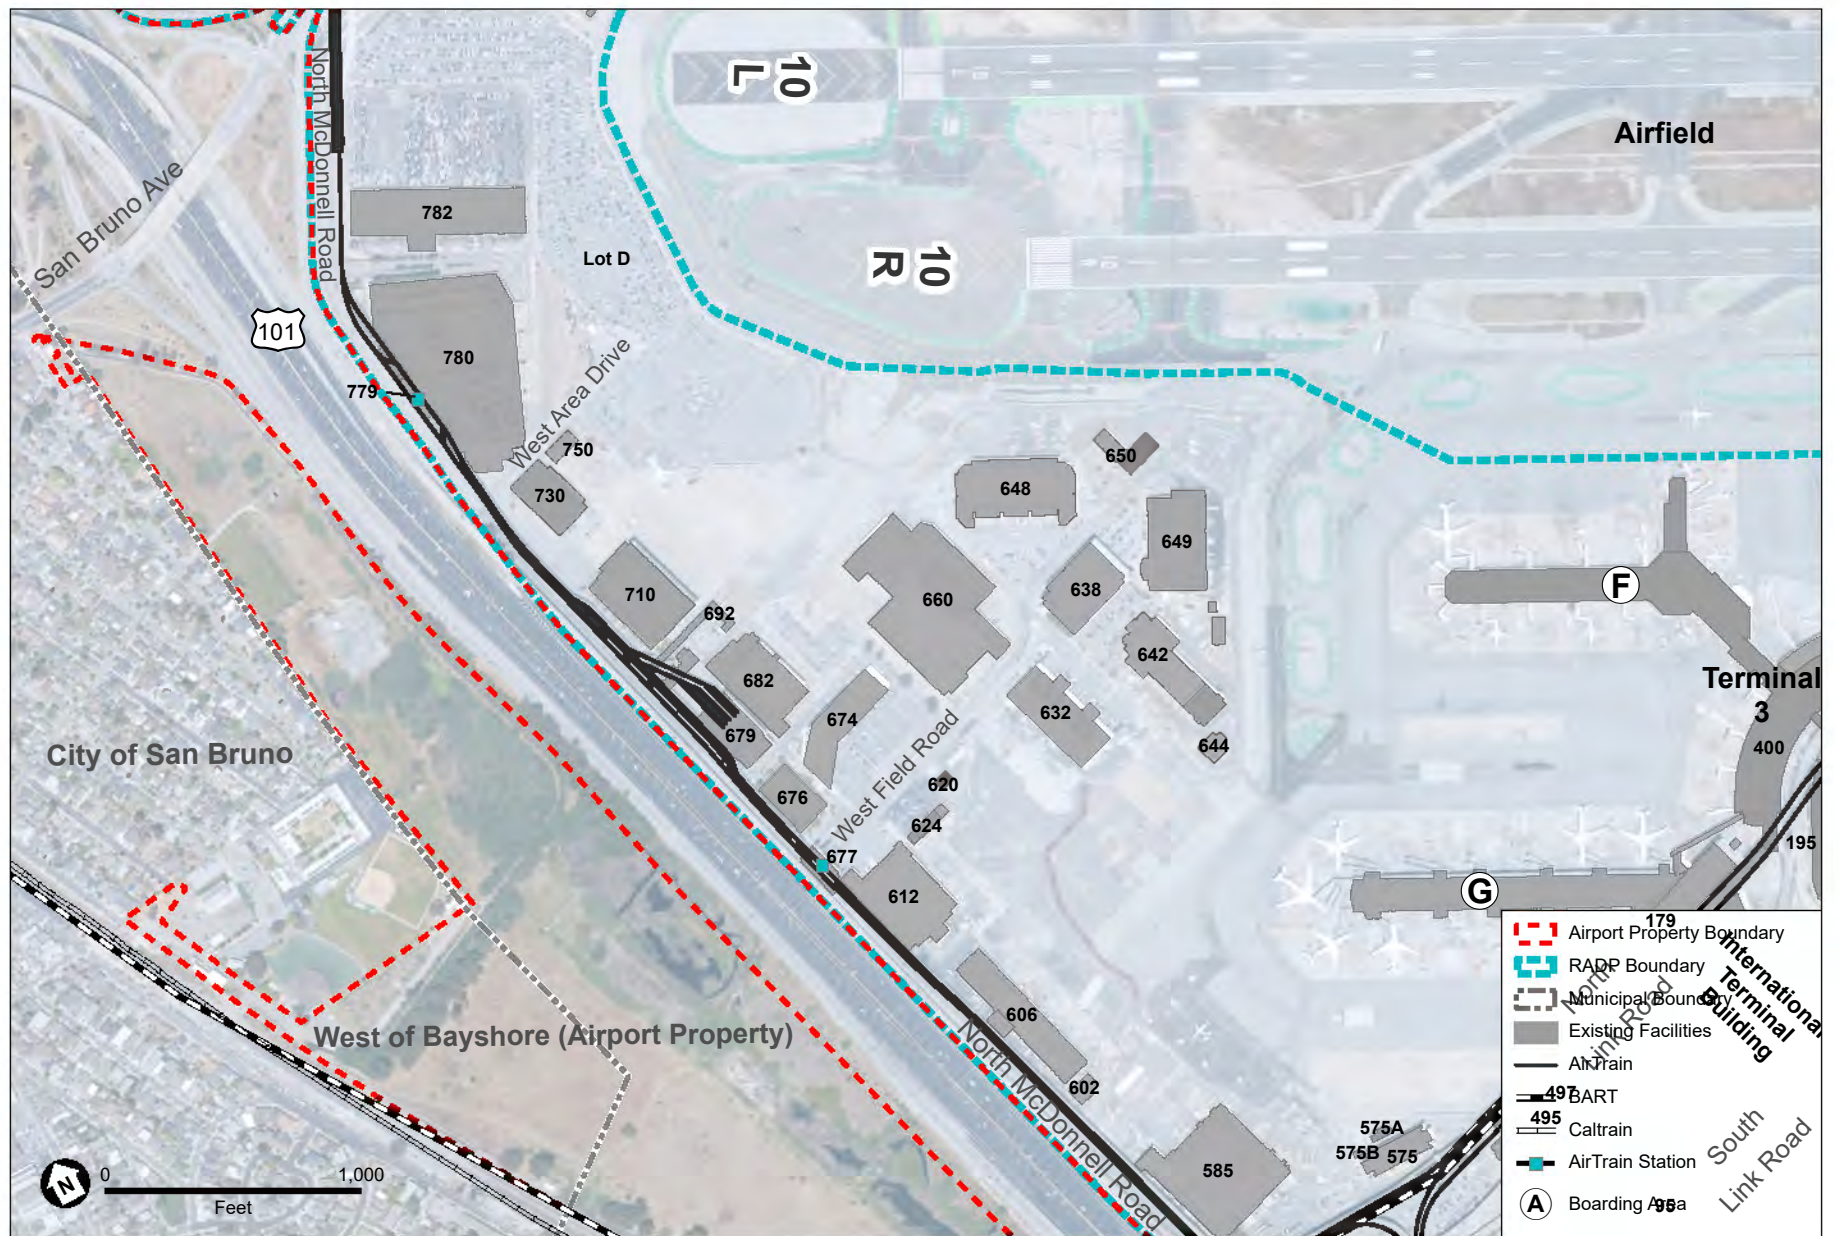 10
L
Airfield
North McDonnell Road
San Bruno Ave
782
Lot D
10
R
101
780
779
West Area Drive
750
730
650
648
649
710
692
660
638
F
682
642
Terminal
3
400
679
674
632
644
City of San Bruno
676
West Field Road
620
624
677
195
612
G
606
602
North McDonnell Road
West of Bayshore (Airport Property)
585
575A
575B
575
179
International
Terminal
Building
North
Link Road
497
495
South
Link Road
95
Airport Property Boundary
RADP Boundary
Municipal Boundary
Existing Facilities
AirTrain
BART
Caltrain
AirTrain Station
A
Boarding Area
N
0
1,000
Feet